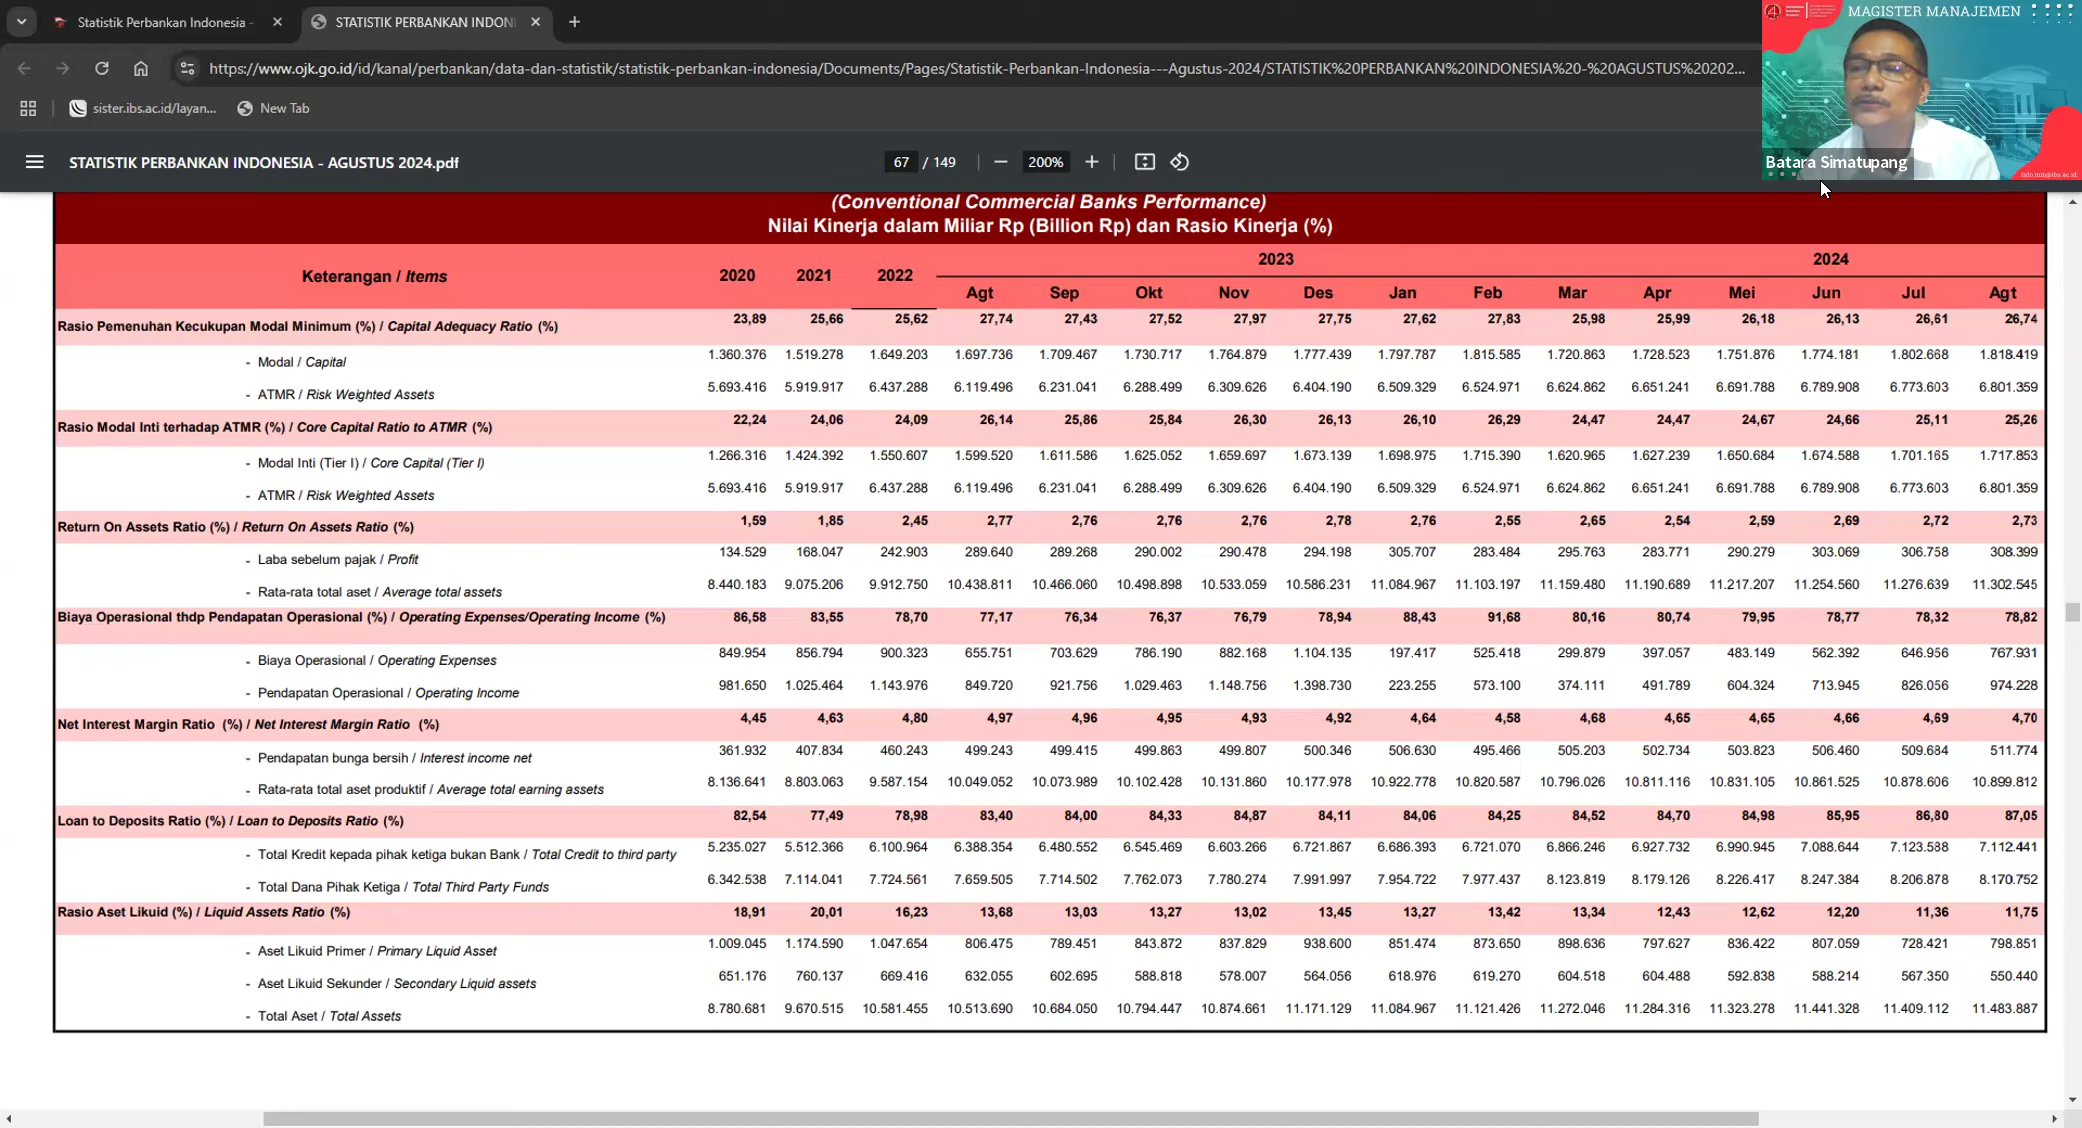 Statistik Perbankan Indonesia -
STATISTIK PERBANKAN INDON
MAGISTER MANAJEMEN
https://www.ojk.go.id/id/kanal/perbankan/data-dan-statistik/statistik-perbankan-indonesia/Documents/Pages/Statistik-Perbankan-Indonesia---Agustus-2024/STATISTIK%20PERBANKAN%20INDONESIA%20-%20AGUSTUS%20202...
sister.ibs.ac.id/layan... New Tab
STATISTIK PERBANKAN INDONESIA - AGUSTUS 2024.pdf 67 / 149 200%
Batara Simatupang
info.mm@ibs.ac.id
(Conventional Commercial Banks Performance)
Nilai Kinerja dalam Miliar Rp (Billion Rp) dan Rasio Kinerja (%)
Keterangan / Items 2020 2021 2022 2023 2024
Agt Sep Okt Nov Des Jan Feb Mar Apr Mei Jun Jul Agt
Rasio Pemenuhan Kecukupan Modal Minimum (%) / Capital Adequacy Ratio (%) 23,89 25,66 25,62 27,74 27,43 27,52 27,97 27,75 27,62 27,83 25,98 25,99 26,18 26,13 26,61 26,74
- Modal / Capital 1.360.376 1.519.278 1.649.203 1.697.736 1.709.467 1.730.717 1.764.879 1.777.439 1.797.787 1.815.585 1.720.863 1.728.523 1.751.876 1.774.181 1.802.668 1.818.419
- ATMR / Risk Weighted Assets 5.693.416 5.919.917 6.437.288 6.119.496 6.231.041 6.288.499 6.309.626 6.404.190 6.509.329 6.524.971 6.624.862 6.651.241 6.691.788 6.789.908 6.773.603 6.801.359
Rasio Modal Inti terhadap ATMR (%) / Core Capital Ratio to ATMR (%) 22,24 24,06 24,09 26,14 25,86 25,84 26,30 26,13 26,10 26,29 24,47 24,47 24,67 24,66 25,11 25,26
- Modal Inti (Tier I) / Core Capital (Tier I) 1.266.316 1.424.392 1.550.607 1.599.520 1.611.586 1.625.052 1.659.697 1.673.139 1.698.975 1.715.390 1.620.965 1.627.239 1.650.684 1.674.588 1.701.165 1.717.853
- ATMR / Risk Weighted Assets 5.693.416 5.919.917 6.437.288 6.119.496 6.231.041 6.288.499 6.309.626 6.404.190 6.509.329 6.524.971 6.624.862 6.651.241 6.691.788 6.789.908 6.773.603 6.801.359
Return On Assets Ratio (%) / Return On Assets Ratio (%) 1,59 1,85 2,45 2,77 2,76 2,76 2,76 2,78 2,76 2,55 2,65 2,54 2,59 2,69 2,72 2,73
- Laba sebelum pajak / Profit 134.529 168.047 242.903 289.640 289.268 290.002 290.478 294.198 305.707 283.484 295.763 283.771 290.279 303.069 306.758 308.399
- Rata-rata total aset / Average total assets 8.440.183 9.075.206 9.912.750 10.438.811 10.466.060 10.498.898 10.533.059 10.586.231 11.084.967 11.103.197 11.159.480 11.190.689 11.217.207 11.254.560 11.276.639 11.302.545
Biaya Operasional thdp Pendapatan Operasional (%) / Operating Expenses/Operating Income (%) 86,58 83,55 78,70 77,17 76,34 76,37 76,79 78,94 88,43 91,68 80,16 80,74 79,95 78,77 78,32 78,82
- Biaya Operasional / Operating Expenses 849.954 856.794 900.323 655.751 703.629 786.190 882.168 1.104.135 197.417 525.418 299.879 397.057 483.149 562.392 646.956 767.931
- Pendapatan Operasional / Operating Income 981.650 1.025.464 1.143.976 849.720 921.756 1.029.463 1.148.756 1.398.730 223.255 573.100 374.111 491.789 604.324 713.945 826.056 974.228
Net Interest Margin Ratio (%) / Net Interest Margin Ratio (%) 4,45 4,63 4,80 4,97 4,96 4,95 4,93 4,92 4,64 4,58 4,68 4,65 4,65 4,66 4,69 4,70
- Pendapatan bunga bersih / Interest income net 361.932 407.834 460.243 499.243 499.415 499.863 499.807 500.346 506.630 495.466 505.203 502.734 503.823 506.460 509.684 511.774
- Rata-rata total aset produktif / Average total earning assets 8.136.641 8.803.063 9.587.154 10.049.052 10.073.989 10.102.428 10.131.860 10.177.978 10.922.778 10.820.587 10.796.026 10.811.116 10.831.105 10.861.525 10.878.606 10.899.812
Loan to Deposits Ratio (%) / Loan to Deposits Ratio (%) 82,54 77,49 78,98 83,40 84,00 84,33 84,87 84,11 84,06 84,25 84,52 84,70 84,98 85,95 86,80 87,05
- Total Kredit kepada pihak ketiga bukan Bank / Total Credit to third party 5.235.027 5.512.366 6.100.964 6.388.354 6.480.552 6.545.469 6.603.266 6.721.867 6.686.393 6.721.070 6.866.246 6.927.732 6.990.945 7.088.644 7.123.588 7.112.441
- Total Dana Pihak Ketiga / Total Third Party Funds 6.342.538 7.114.041 7.724.561 7.659.505 7.714.502 7.762.073 7.780.274 7.991.997 7.954.722 7.977.437 8.123.819 8.179.126 8.226.417 8.247.384 8.206.878 8.170.752
Rasio Aset Likuid (%) / Liquid Assets Ratio (%) 18,91 20,01 16,23 13,68 13,03 13,27 13,02 13,45 13,27 13,42 13,34 12,43 12,62 12,20 11,36 11,75
- Aset Likuid Primer / Primary Liquid Asset 1.009.045 1.174.590 1.047.654 806.475 789.451 843.872 837.829 938.600 851.474 873.650 898.636 797.627 836.422 807.059 728.421 798.851
- Aset Likuid Sekunder / Secondary Liquid assets 651.176 760.137 669.416 632.055 602.695 588.818 578.007 564.056 618.976 619.270 604.518 604.488 592.838 588.214 567.350 550.440
- Total Aset / Total Assets 8.780.681 9.670.515 10.581.455 10.513.690 10.684.050 10.794.447 10.874.661 11.171.129 11.084.967 11.121.426 11.272.046 11.284.316 11.323.278 11.441.328 11.409.112 11.483.887